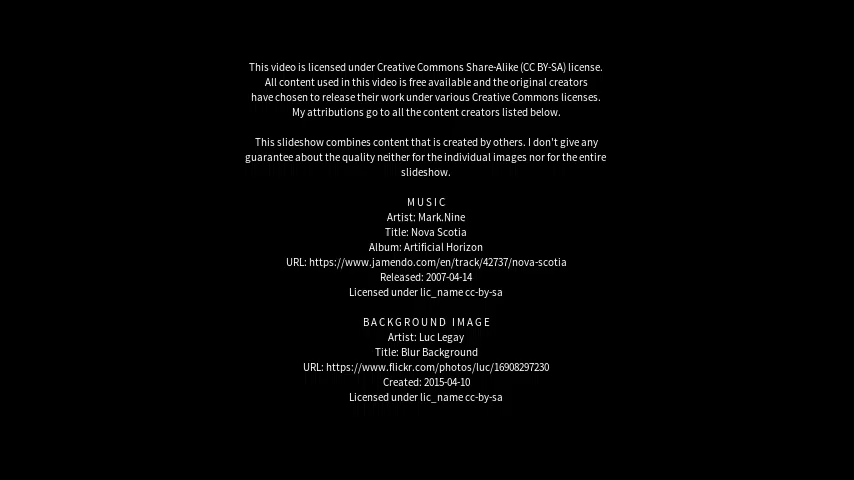 This video is licensed under Creative Commons Share-Alike (CC BY-SA) license.
All content used in this video is free available and the original creators
have chosen to release their work under various Creative Commons licenses.
My attributions go to all the content creators listed below.
This slideshow combines content that is created by others. I don't give any
guarantee about the quality neither for the individual images nor for the entire
slideshow.
MUSIC
Artist: Mark.Nine
Title: Nova Scotia
Album: Artificial Horizon
URL: https://www.jamendo.com/en/track/42737/nova-scotia
Released: 2007-04-14
Licensed under lic_name cc-by-sa
BACKGROUND IMAGE
Artist: Luc Legay
Title: Blur Background
URL: https://www.flickr.com/photos/luc/16908297230
Created: 2015-04-10
Licensed under lic_name cc-by-sa